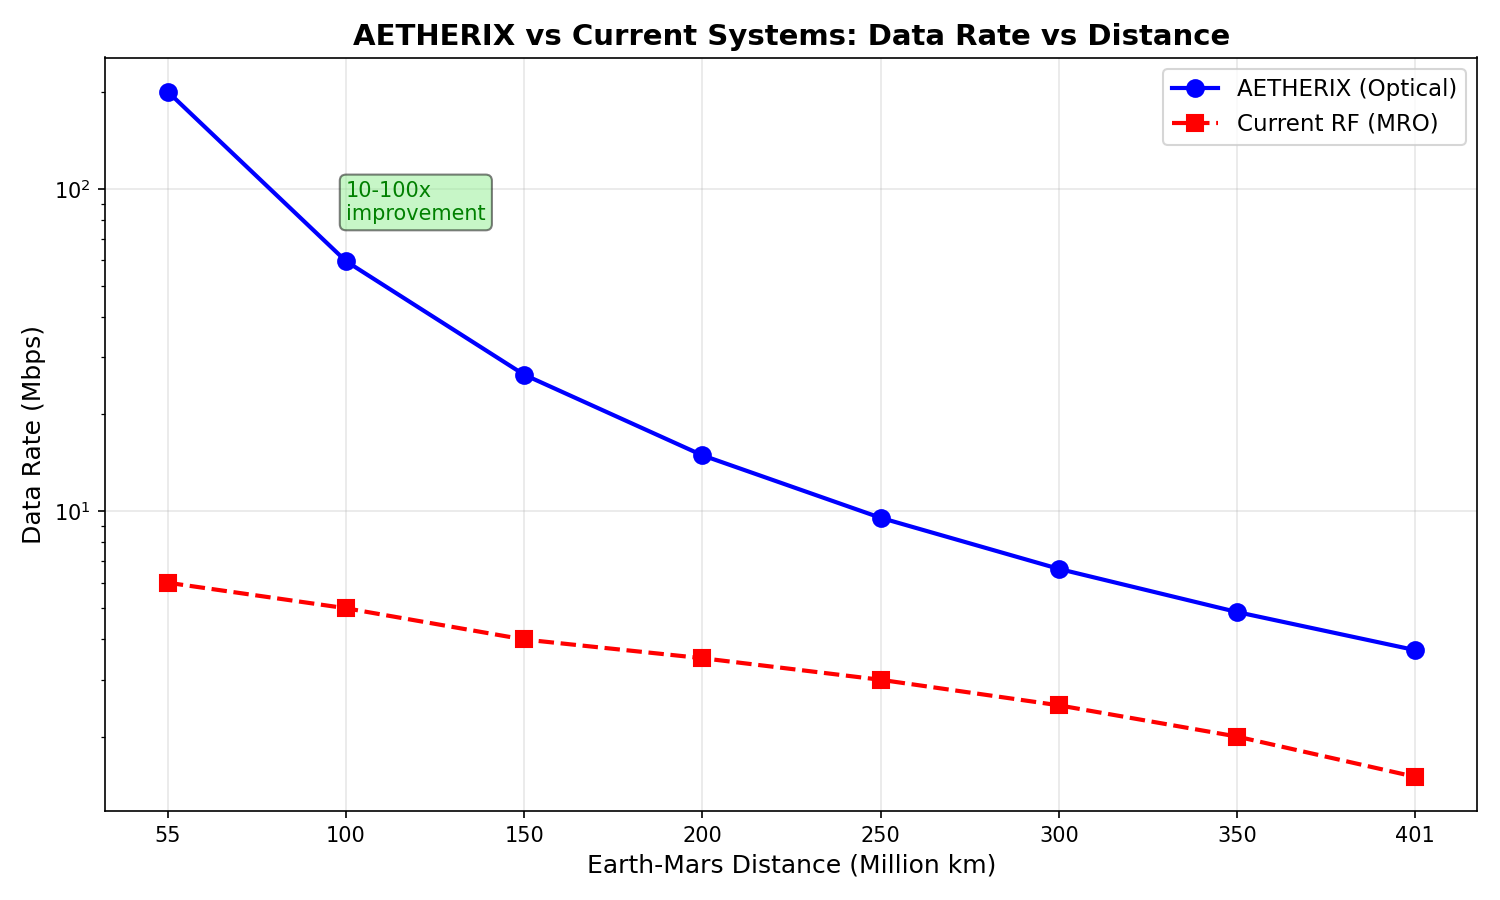 AETHERIX vs Current Systems: Data Rate vs Distance
AETHERIX (Optical)
Current RF (MRO)
10-100x
improvement
Data Rate (Mbps)
10²
10¹
55 100 150 200 250 300 350 401
Earth-Mars Distance (Million km)